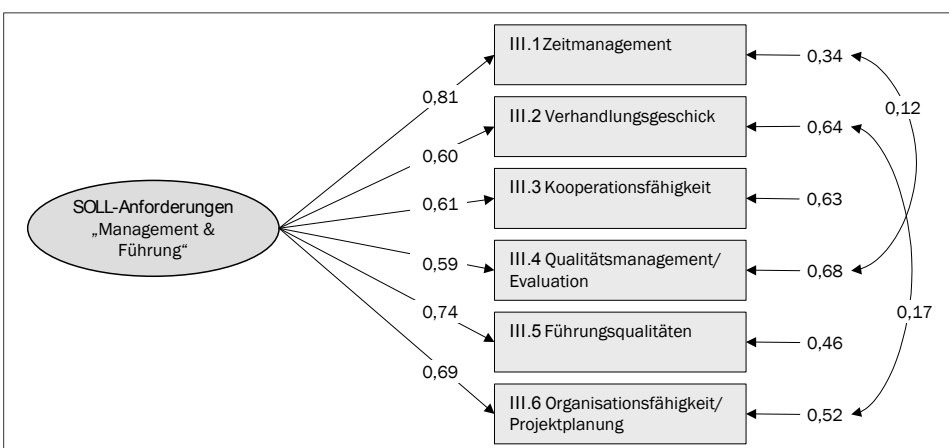 III.1 Zeitmanagement
0,34
0,81
0,12
III.2 Verhandlungsgeschick
0,64
0,60
III.3 Kooperationsfähigkeit
0,63
0,61
SOLL-Anforderungen
„Management &
Führung“
III.4 Qualitätsmanagement/
Evaluation
0,68
0,59
0,17
0,74
III.5 Führungsqualitäten
0,46
0,69
III.6 Organisationsfähigkeit/
Projektplanung
0,52